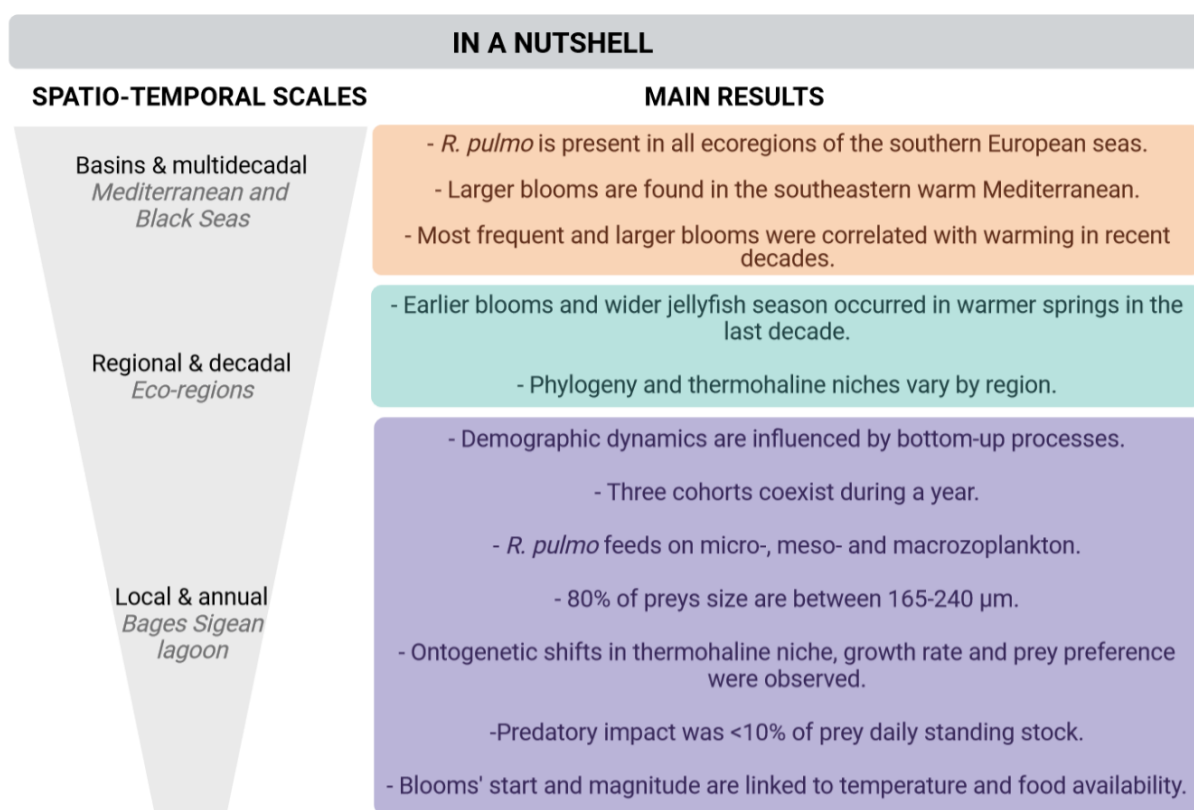 IN A NUTSHELL
SPATIO-TEMPORAL SCALES
MAIN RESULTS
Basins & multidecadal
Mediterranean and
Black Seas
- R. pulmo is present in all ecoregions of the southern European seas.
- Larger blooms are found in the southeastern warm Mediterranean.
- Most frequent and larger blooms were correlated with warming in recent
decades.
Regional & decadal
Eco-regions
- Earlier blooms and wider jellyfish season occurred in warmer springs in the
last decade.
- Phylogeny and thermohaline niches vary by region.
Local & annual
Bages Sigean
lagoon
- Demographic dynamics are influenced by bottom-up processes.
- Three cohorts coexist during a year.
- R. pulmo feeds on micro-, meso- and macrozoplankton.
- 80% of preys size are between 165-240 µm.
- Ontogenetic shifts in thermohaline niche, growth rate and prey preference
were observed.
-Predatory impact was <10% of prey daily standing stock.
- Blooms' start and magnitude are linked to temperature and food availability.